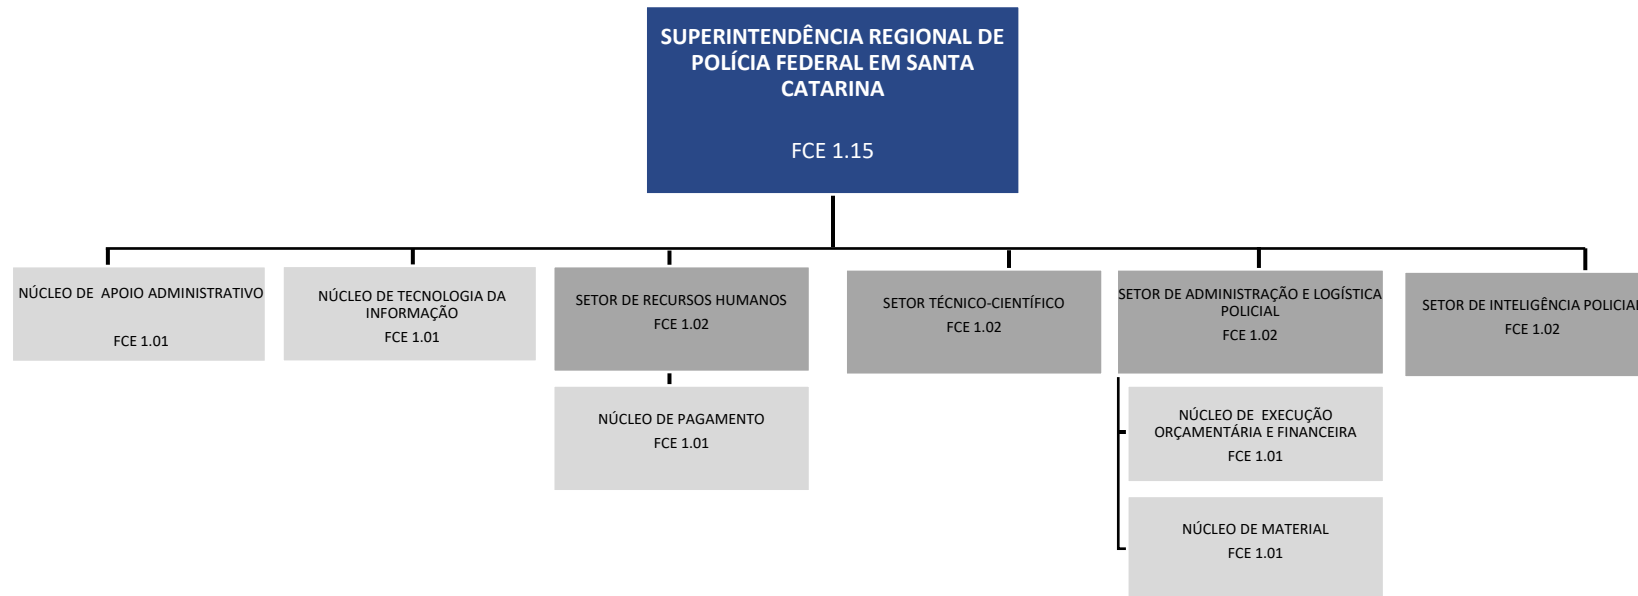 SUPERINTENDÊNCIA REGIONAL DE
POLÍCIA FEDERAL EM SANTA
CATARINA
FCE 1.15
NÚCLEO DE APOIO ADMINISTRATIVO
FCE 1.01
NÚCLEO DE TECNOLOGIA DA
INFORMAÇÃO
FCE 1.01
SETOR DE RECURSOS HUMANOS
FCE 1.02
SETOR TÉCNICO-CIENTÍFICO
FCE 1.02
SETOR DE ADMINISTRAÇÃO E LOGÍSTICA
POLICIAL
FCE 1.02
SETOR DE INTELIGÊNCIA POLICIAL
FCE 1.02
NÚCLEO DE PAGAMENTO
FCE 1.01
NÚCLEO DE EXECUÇÃO
ORÇAMENTÁRIA E FINANCEIRA
FCE 1.01
NÚCLEO DE MATERIAL
FCE 1.01